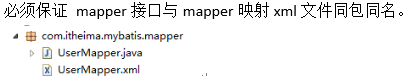 必须保证 mapper 接口与 mapper 映射 xml 文件同包同名。
com.itheima.mybatis.mapper
UserMapper.java
UserMapper.xml